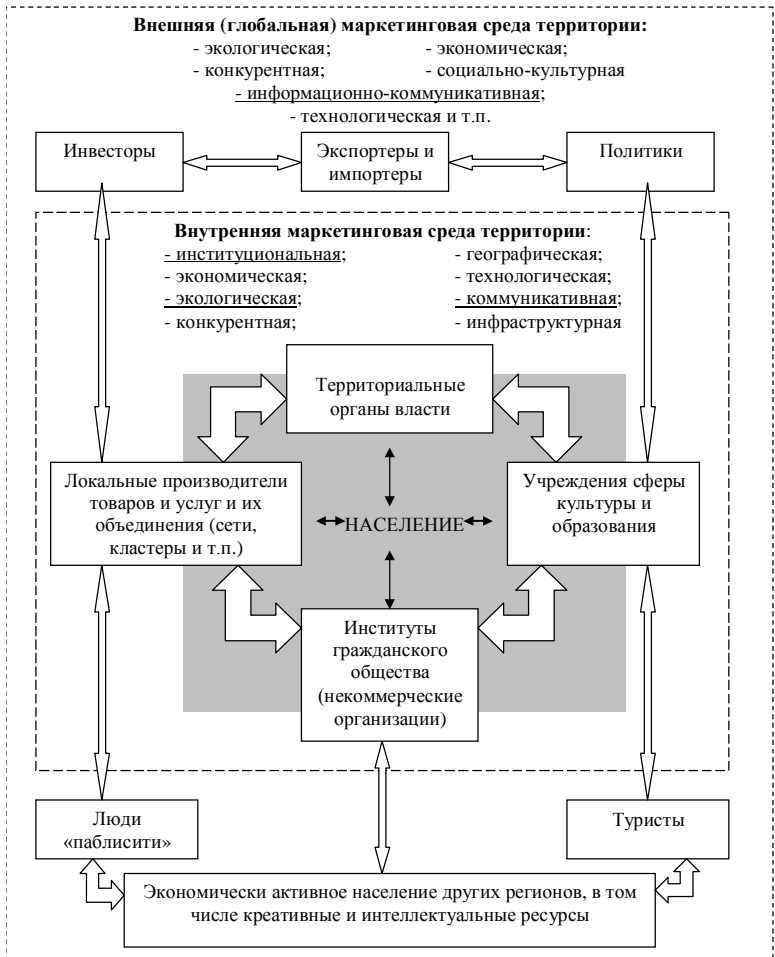 Внешняя (глобальная) маркетинговая среда территории:
- экологическая; - экономическая;
- конкурентная; - социально-культурная
- информационно-коммуникативная;
- технологическая и т.п.
Инвесторы
Экспортеры и
импортеры
Политики
Внутренняя маркетинговая среда территории:
- институциональная; - географическая;
- экономическая; - технологическая;
- экологическая; - коммуникативная;
- конкурентная; - инфраструктурная
Территориальные
органы власти
Локальные производители
товаров и услуг и их
объединения (сети,
кластеры и т.п.)
НАСЕЛЕНИЕ
Учреждения сферы
культуры и
образования
Институты
гражданского
общества
(некоммерческие
организации)
Люди
«паблисити»
Туристы
Экономически активное население других регионов, в том
числе креативные и интеллектуальные ресурсы